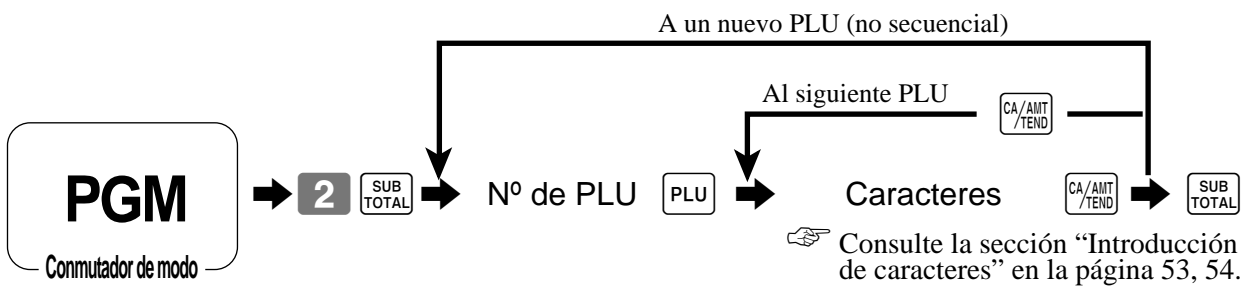 A un nuevo PLU (no secuencial)
Al siguiente PLU
CA/AMT
/TEND
PGM
Conmutador de modo
2
SUB
TOTAL
Nº de PLU
PLU
Caracteres
CA/AMT
/TEND
SUB
TOTAL
Consulte la sección “Introducción
de caracteres” en la página 53, 54.